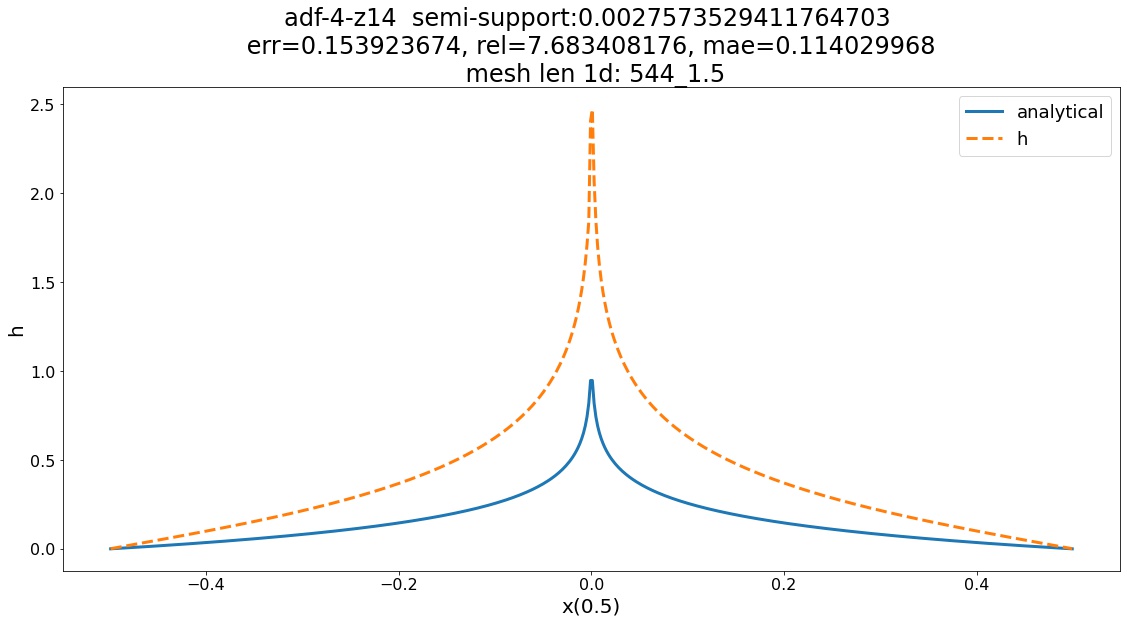 adf-4-z14 semi-support:0.0027573529411764703
err=0.153923674, rel=7.683408176, mae=0.114029968
mesh len 1d: 544_1.5
analytical
h
h
2.5
2.0
1.5
1.0
0.5
0.0
−0.4
−0.2
0.0
0.2
0.4
x(0.5)